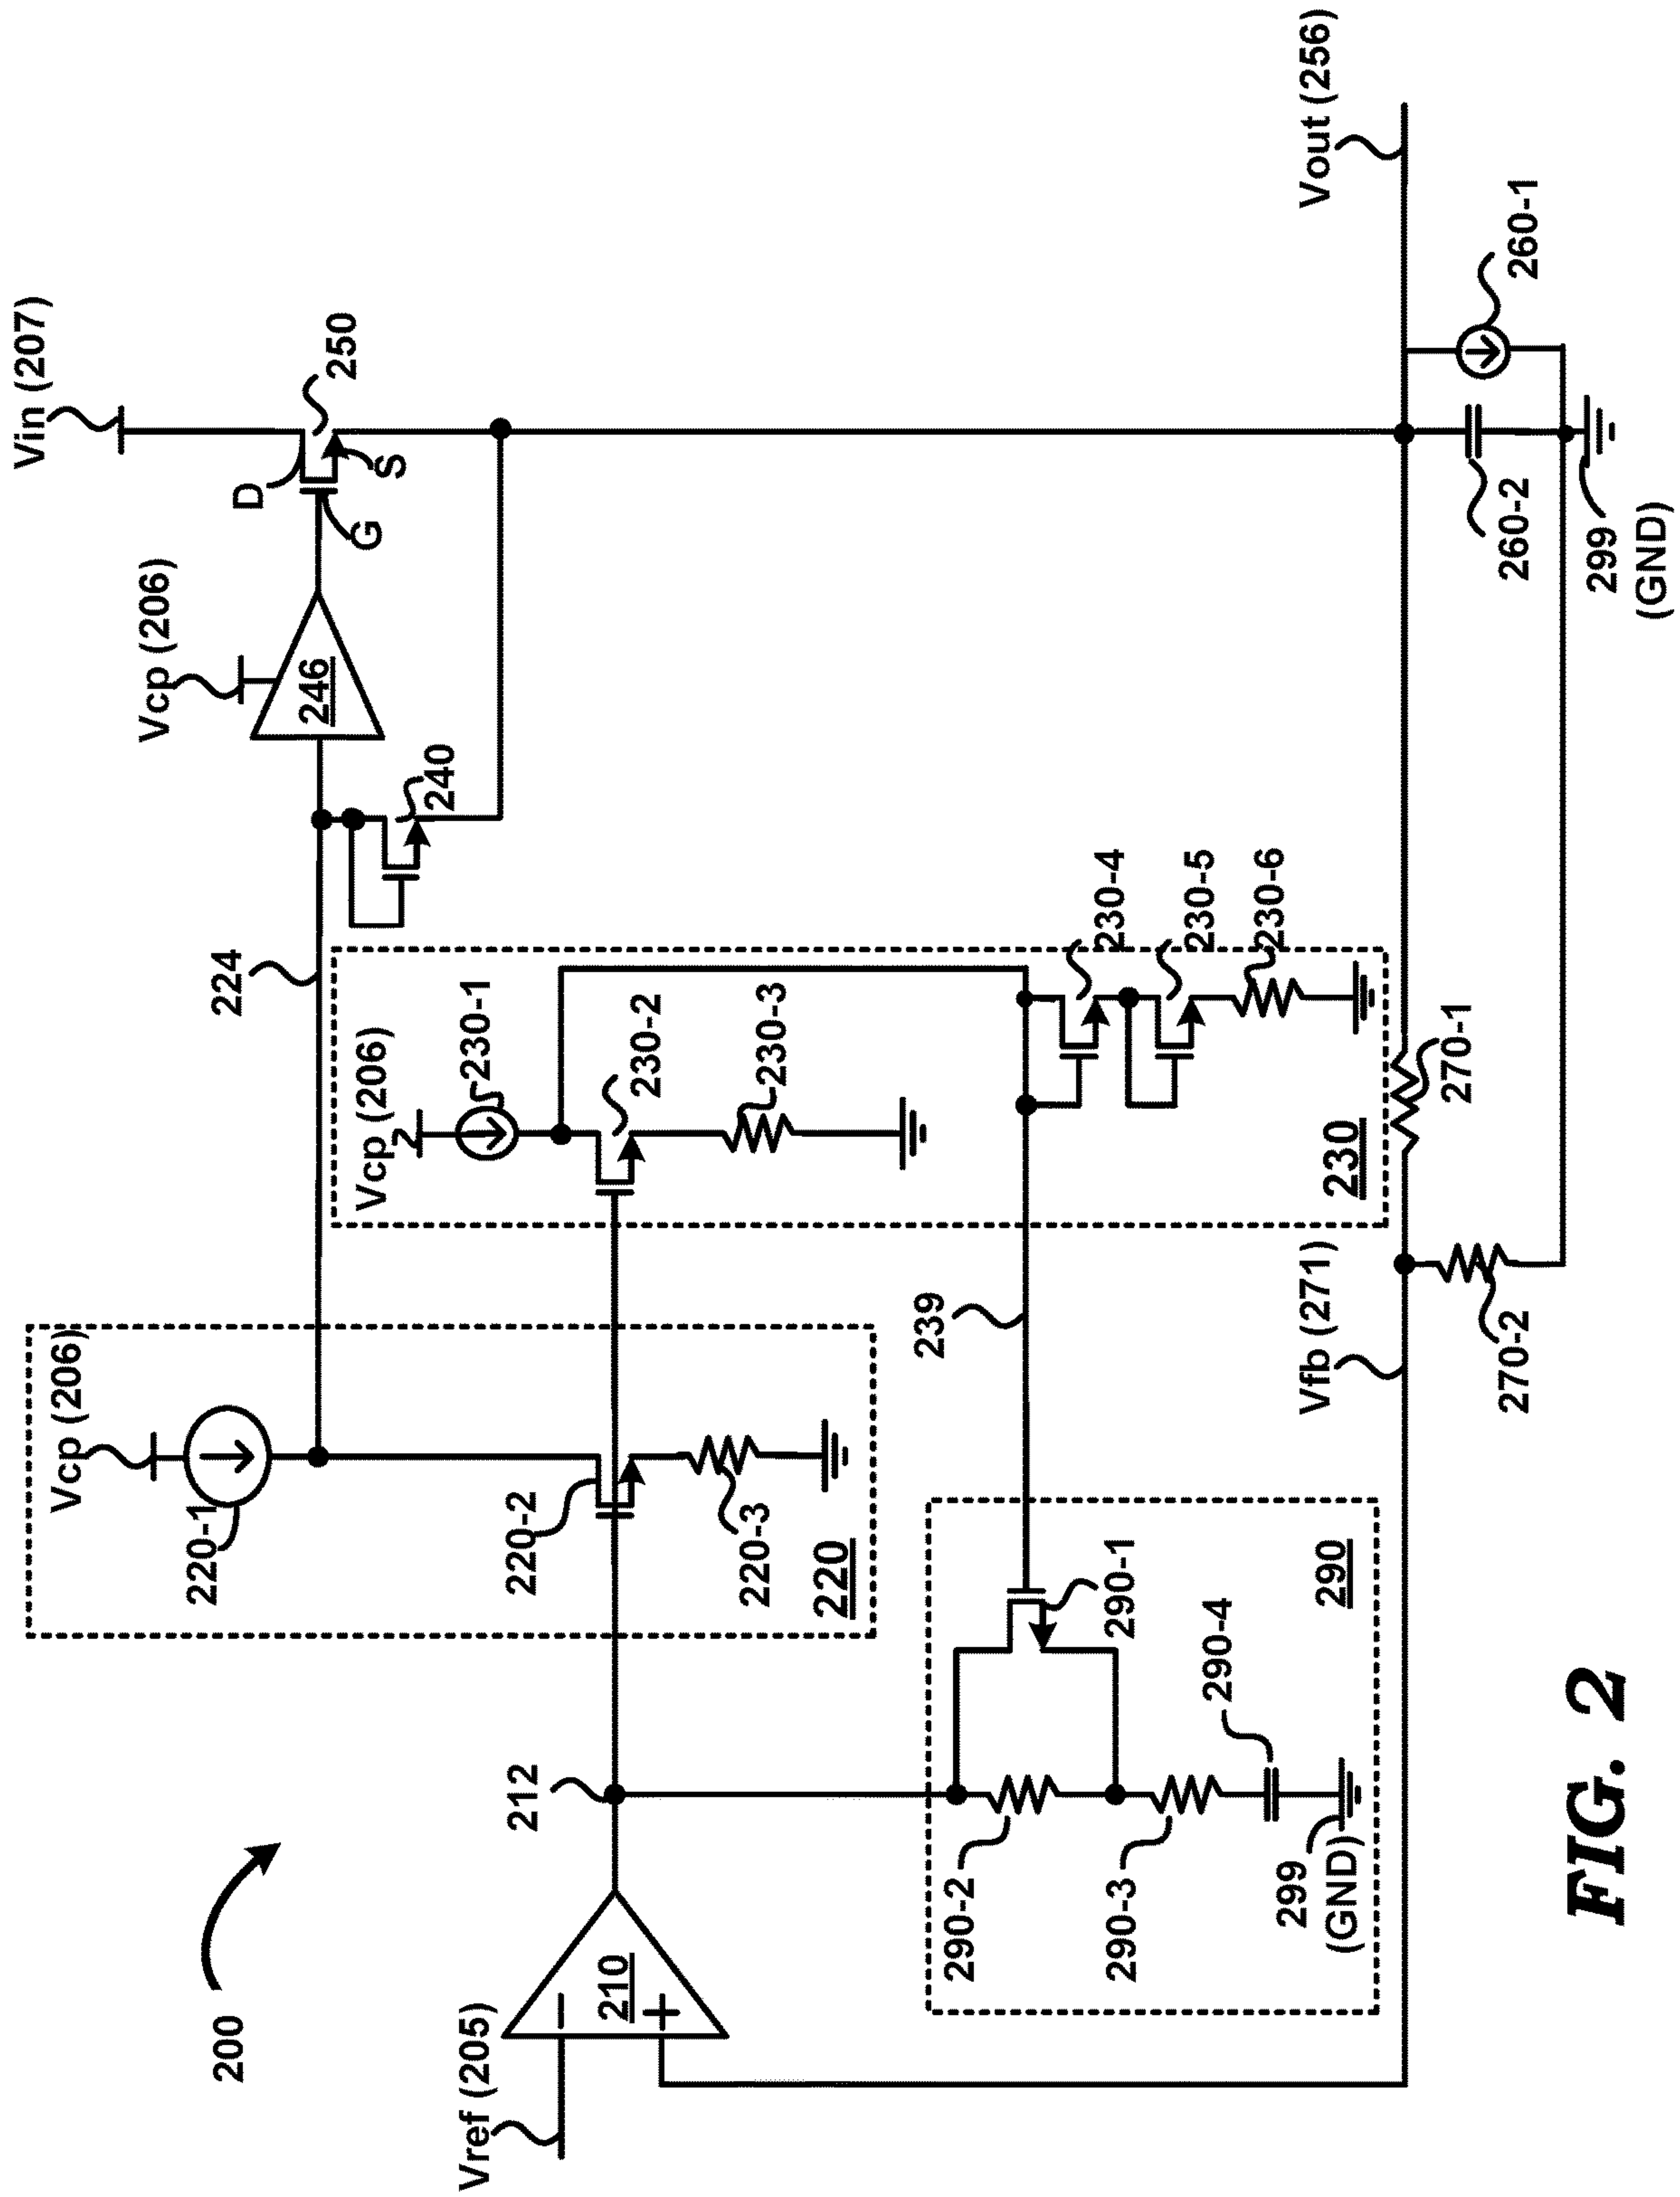 200
Vref (205)
210
−
+
212
Vcp (206)
220-1
220-2
220-3
220
224
Vcp (206)
230-1
230-2
230-3
230-4
230-5
230-6
230
239
240
Vcp (206)
246
Vin (207)
D
G
S
250
Vout (256)
260-1
260-2
299
(GND)
270-1
270-2
Vfb (271)
290-1
290-2
290-3
290-4
290
299
(GND)
FIG. 2